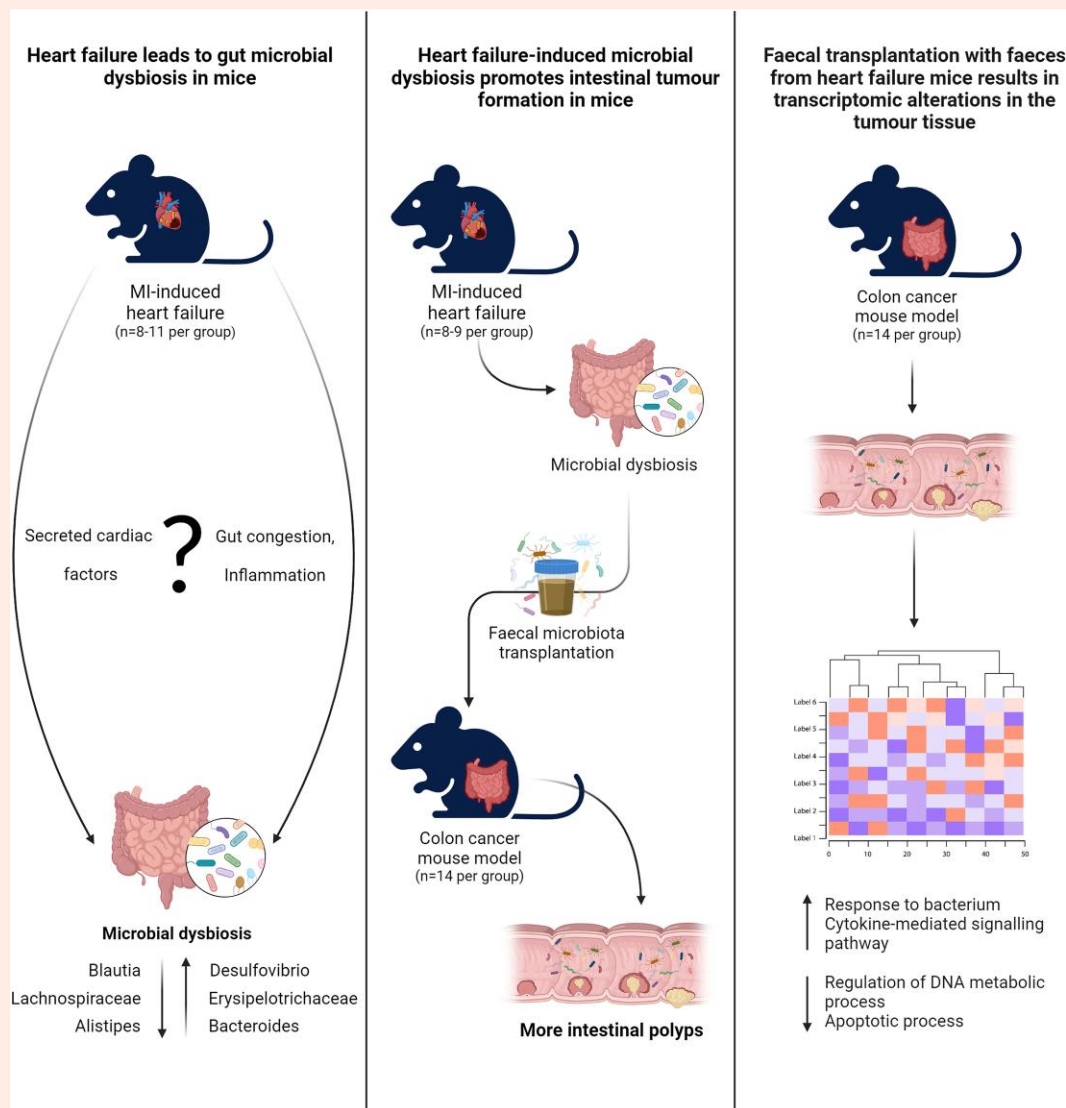 Heart failure leads to gut microbial
dysbiosis in mice
MI-induced
heart failure
(n=8-11 per group)
Secreted cardiac
factors
?
Gut congestion,
Inflammation
Microbial dysbiosis
Blautia
Lachnospiraceae
Alistipes
Desulfovibrio
Erysipelotrichaceae
Bacteroides
Heart failure-induced microbial
dysbiosis promotes intestinal tumour
formation in mice
MI-induced
heart failure
(n=8-9 per group)
Microbial dysbiosis
Faecal microbiota
transplantation
Colon cancer
mouse model
(n=14 per group)
More intestinal polyps
Faecal transplantation with faeces
from heart failure mice results in
transcriptomic alterations in the
tumour tissue
Colon cancer
mouse model
(n=14 per group)
Label 6
Label 5
Label 4
Label 3
Label 2
Label 1
0 10 20 30 40 50
Response to bacterium
Cytokine-mediated signalling
pathway
Regulation of DNA metabolic
process
Apoptotic process